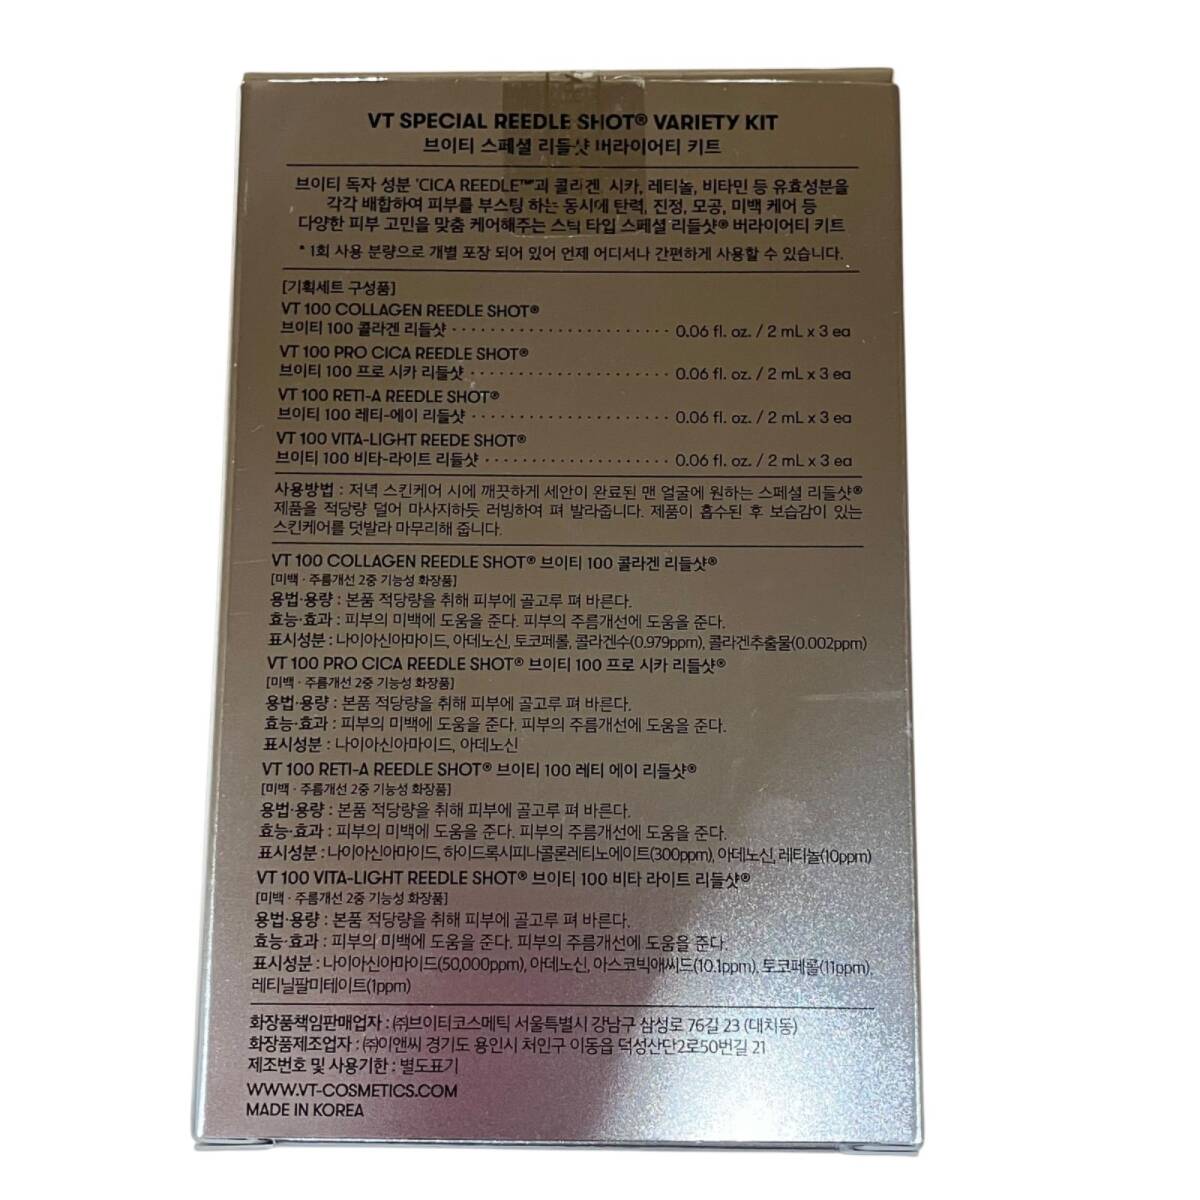 VT SPECIAL REEDLE SHOT® VARIETY KIT
브이티 스페셜 리들샷 버라이어티 키트
브이티 독자 성분 'CICA REEDLE™'과 콜라겐, 시카, 레티놀, 비타민 등 유효성분을
각각 배합하여 피부를 부스팅 하는 동시에 탄력, 진정, 모공, 미백 케어 등
다양한 피부 고민을 맞춤 케어해주는 스틱 타입 스페셜 리들샷® 버라이어티 키트
* 1회 사용 분량으로 개별 포장 되어 있어 언제 어디서나 간편하게 사용할 수 있습니다.
[기획세트 구성품]
VT 100 COLLAGEN REEDLE SHOT®
브이티 100 콜라겐 리들샷 ······················· 0.06 fl. oz. / 2 mL x 3 ea
VT 100 PRO CICA REEDLE SHOT®
브이티 100 프로 시카 리들샷 ····················· 0.06 fl. oz. / 2 mL x 3 ea
VT 100 RETI-A REEDLE SHOT®
브이티 100 레티-에이 리들샷 ····················· 0.06 fl. oz. / 2 mL x 3 ea
VT 100 VITA-LIGHT REEDE SHOT®
브이티 100 비타-라이트 리들샷 ··················· 0.06 fl. oz. / 2 mL x 3 ea
사용방법 : 저녁 스킨케어 시에 깨끗하게 세안이 완료된 맨 얼굴에 원하는 스페셜 리들샷®
제품을 적당량 덜어 마사지하듯 러빙하여 펴 발라줍니다. 제품이 흡수된 후 보습감이 있는
스킨케어를 덧발라 마무리해 줍니다.
VT 100 COLLAGEN REEDLE SHOT® 브이티 100 콜라겐 리들샷®
[미백 · 주름개선 2중 기능성 화장품]
용법·용량 : 본품 적당량을 취해 피부에 골고루 펴 바른다.
효능·효과 : 피부의 미백에 도움을 준다. 피부의 주름개선에 도움을 준다.
표시성분 : 나이아신아마이드, 아데노신, 토코페롤, 콜라겐수(0.979ppm), 콜라겐추출물(0.002ppm)
VT 100 PRO CICA REEDLE SHOT® 브이티 100 프로 시카 리들샷®
[미백 · 주름개선 2중 기능성 화장품]
용법·용량 : 본품 적당량을 취해 피부에 골고루 펴 바른다.
효능·효과 : 피부의 미백에 도움을 준다. 피부의 주름개선에 도움을 준다.
표시성분 : 나이아신아마이드, 아데노신
VT 100 RETI-A REEDLE SHOT® 브이티 100 레티 에이 리들샷®
[미백 · 주름개선 2중 기능성 화장품]
용법·용량 : 본품 적당량을 취해 피부에 골고루 펴 바른다.
효능·효과 : 피부의 미백에 도움을 준다. 피부의 주름개선에 도움을 준다.
표시성분 : 나이아신아마이드, 하이드록시피나콜론레티노에이트(300ppm), 아데노신, 레티놀(10ppm)
VT 100 VITA-LIGHT REEDLE SHOT® 브이티 100 비타 라이트 리들샷®
[미백 · 주름개선 2중 기능성 화장품]
용법·용량 : 본품 적당량을 취해 피부에 골고루 펴 바른다.
효능·효과 : 피부의 미백에 도움을 준다. 피부의 주름개선에 도움을 준다.
표시성분 : 나이아신아마이드(50,000ppm), 아데노신, 아스코빅애씨드(10.1ppm), 토코페롤(11ppm),
레티닐팔미테이트(1ppm)
화장품책임판매업자 : ㈜브이티코스메틱 서울특별시 강남구 삼성로 76길 23 (대치동)
화장품제조업자 : ㈜이앤씨 경기도 용인시 처인구 이동읍 덕성산단2로50번길 21
제조번호 및 사용기한 : 별도표기
WWW.VT-COSMETICS.COM
MADE IN KOREA